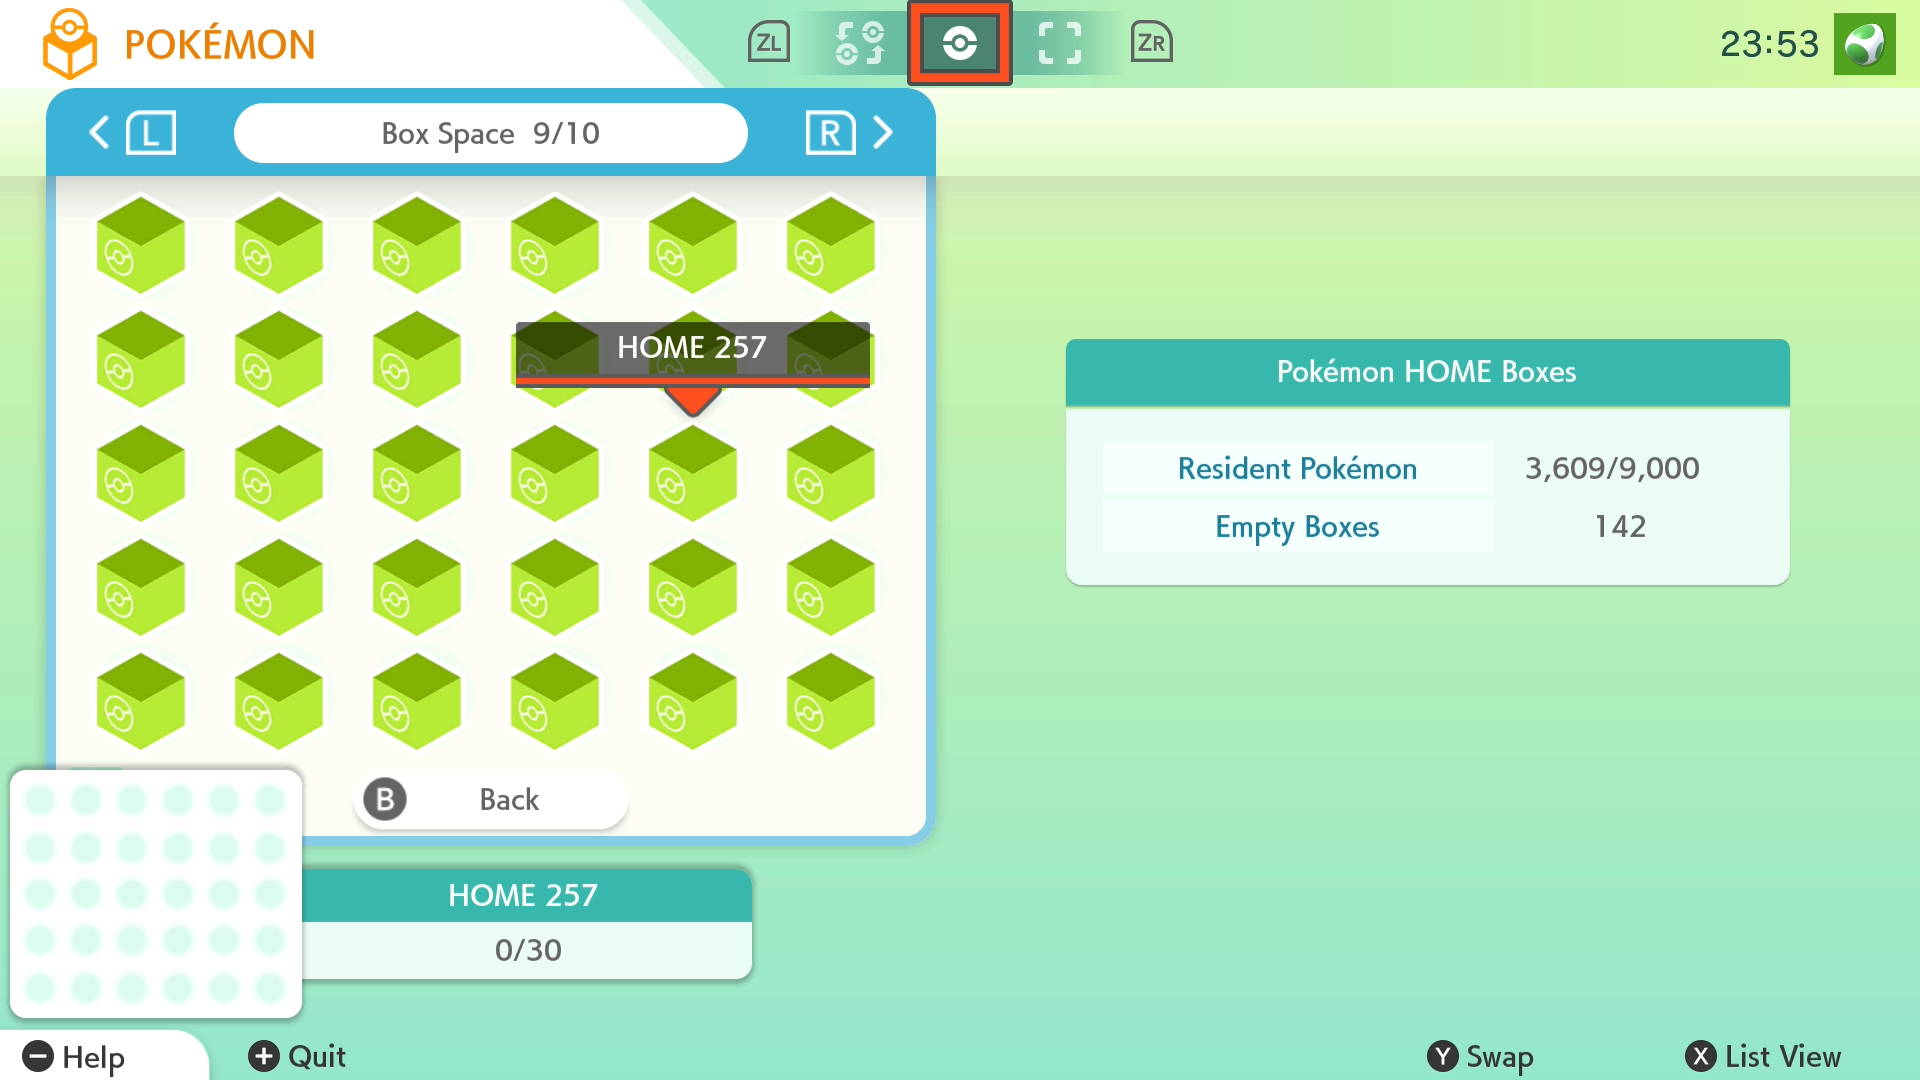 POKÉMON
ZL
ZR
23:53
L
Box Space 9/10
R
HOME 257
Pokémon HOME Boxes
Resident Pokémon 3,609/9,000
Empty Boxes 142
B Back
HOME 257
0/30
Help
Quit
Y Swap
X List View